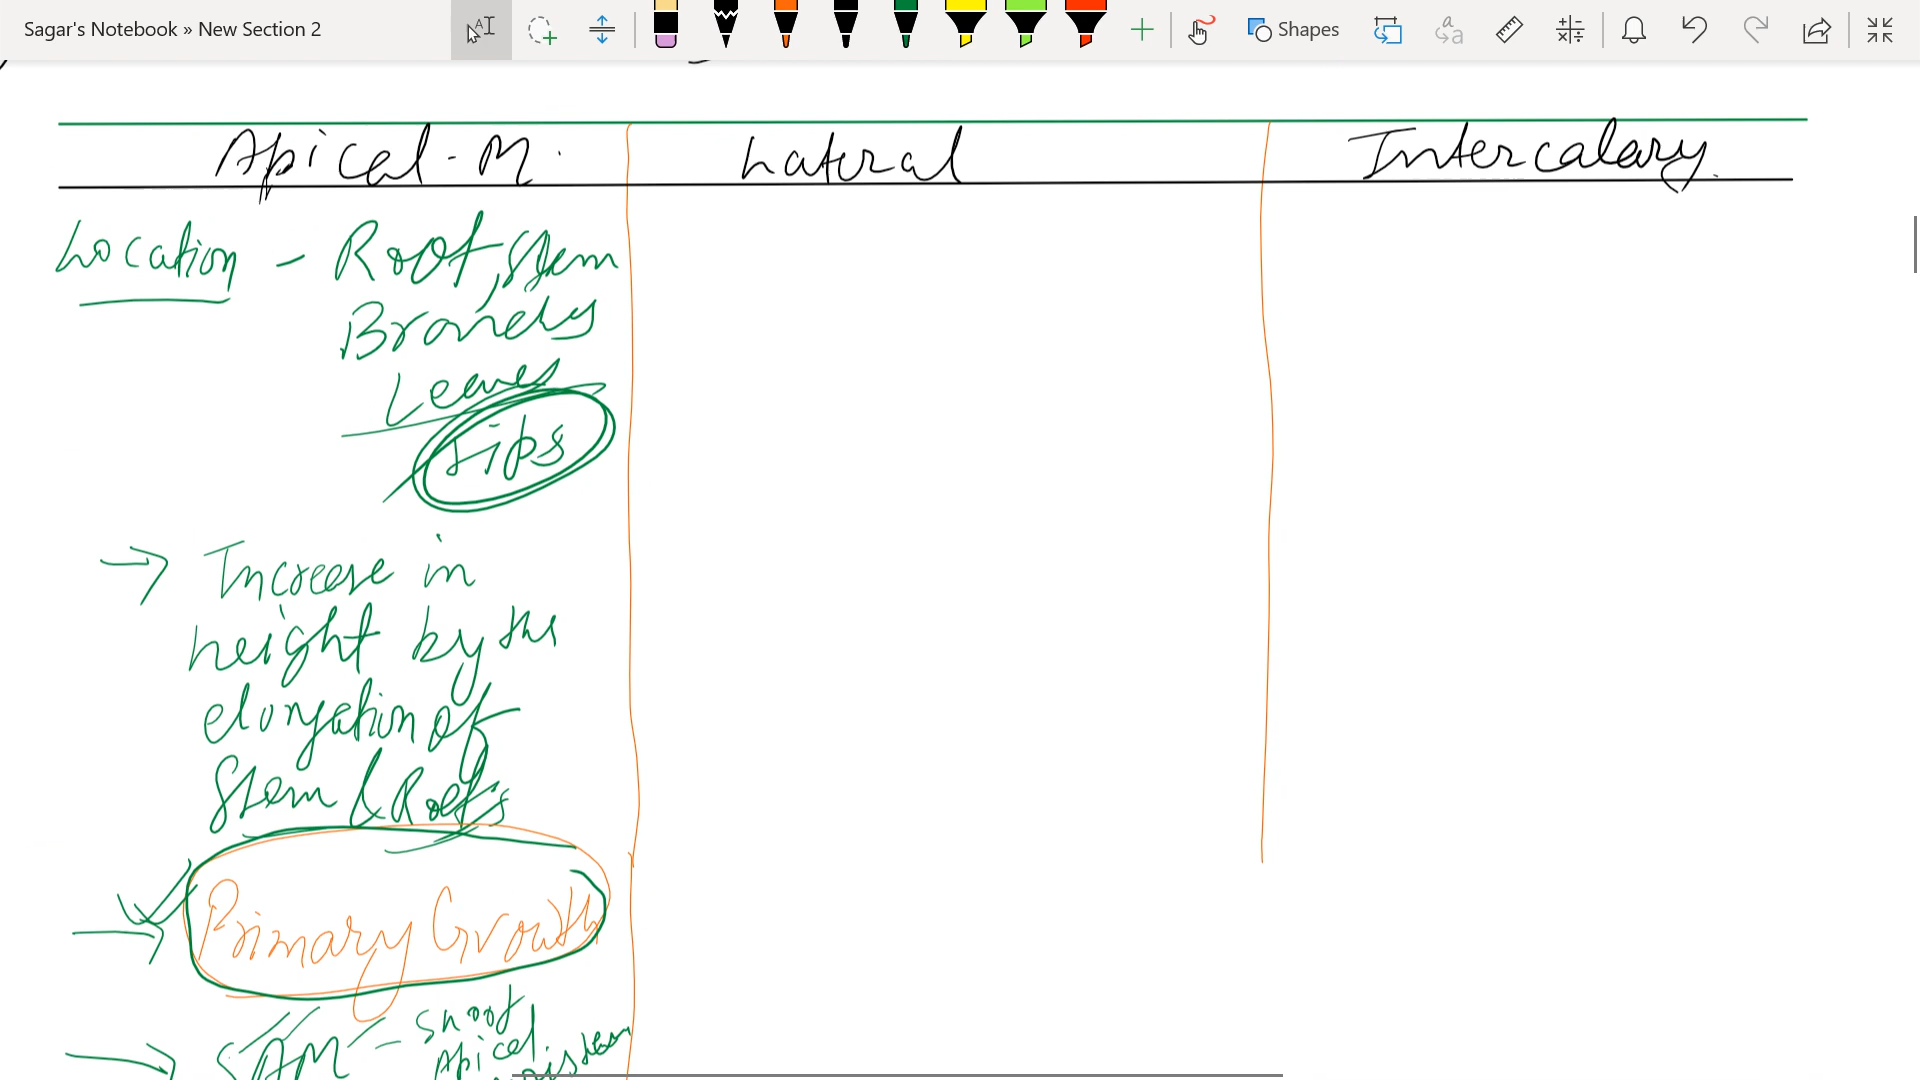 Sagar's Notebook » New Section 2
Shapes
Apical - M.
Lateral
Intercalary.
Location - Root, Stem
Branches
Leaves
tips
→ Increase in
height by the
elongation of
Stem & Roots
→ Primary Growth
→ SAM - Shoot
Apical